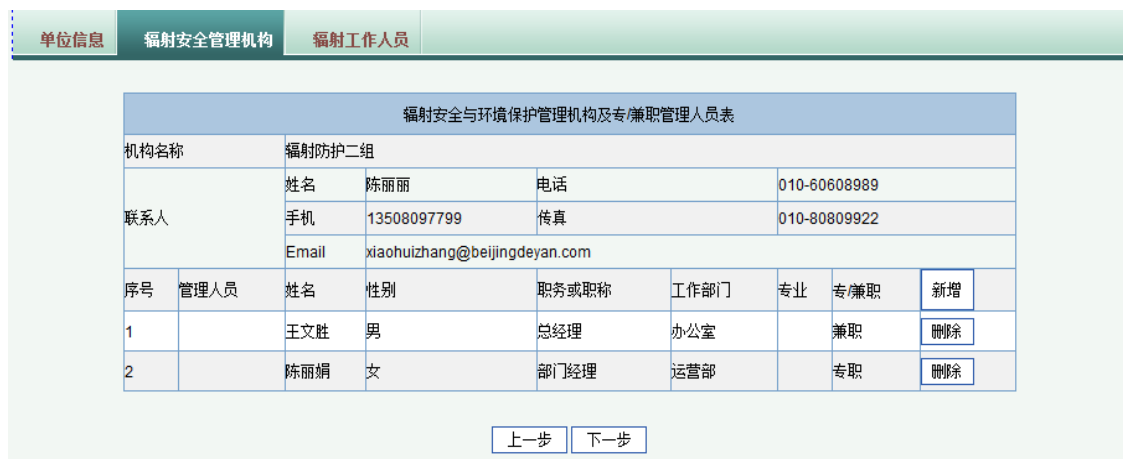 单位信息 辐射安全管理机构 辐射工作人员
辐射安全与环境保护管理机构及专/兼职管理人员表
机构名称 辐射防护二组
联系人 姓名 陈丽丽 电话 010-60608989
手机 13508097799 传真 010-80809922
Email xiaohuizhang@beijingdeyan.com
序号 管理人员 姓名 性别 职务或职称 工作部门 专业 专/兼职 新增
1 王文胜 男 总经理 办公室 兼职 删除
2 陈丽娟 女 部门经理 运营部 专职 删除
上一步 下一步